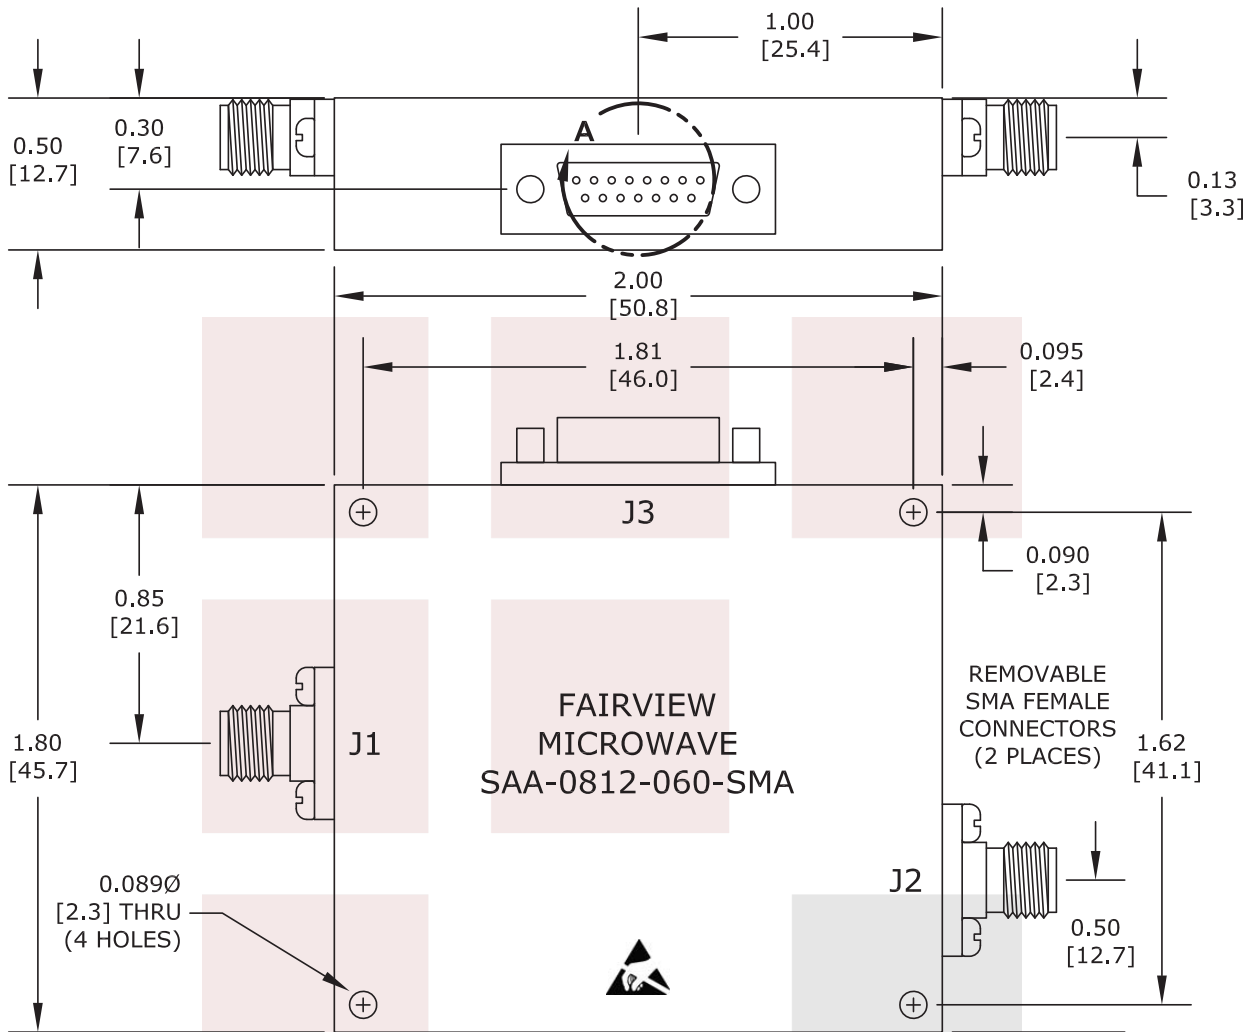 1.00
[25.4]
0.50
[12.7]
0.30
[7.6]
A
0.13
[3.3]
2.00
[50.8]
1.81
[46.0]
0.095
[2.4]
J3
0.090
[2.3]
0.85
[21.6]
REMOVABLE
SMA FEMALE
CONNECTORS
(2 PLACES)
FAIRVIEW
MICROWAVE
SAA-0812-060-SMA
J1
1.80
[45.7]
1.62
[41.1]
J2
0.089Ø
[2.3] THRU
(4 HOLES)
0.50
[12.7]